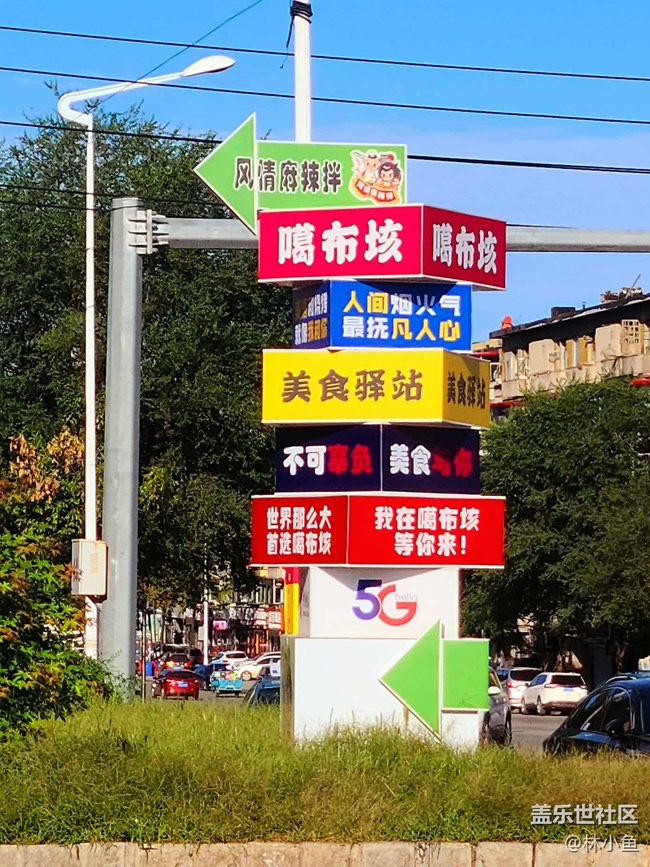 风清麻辣拌
噶布垓
噶布垓
人间烟火气
最抚凡人心
美食驿站
美食驿站
不可辜负
美食与你
世界那么大
首选噶布垓
我在噶布垓
等你来！
5G
hello
盖乐世社区
@林小鱼